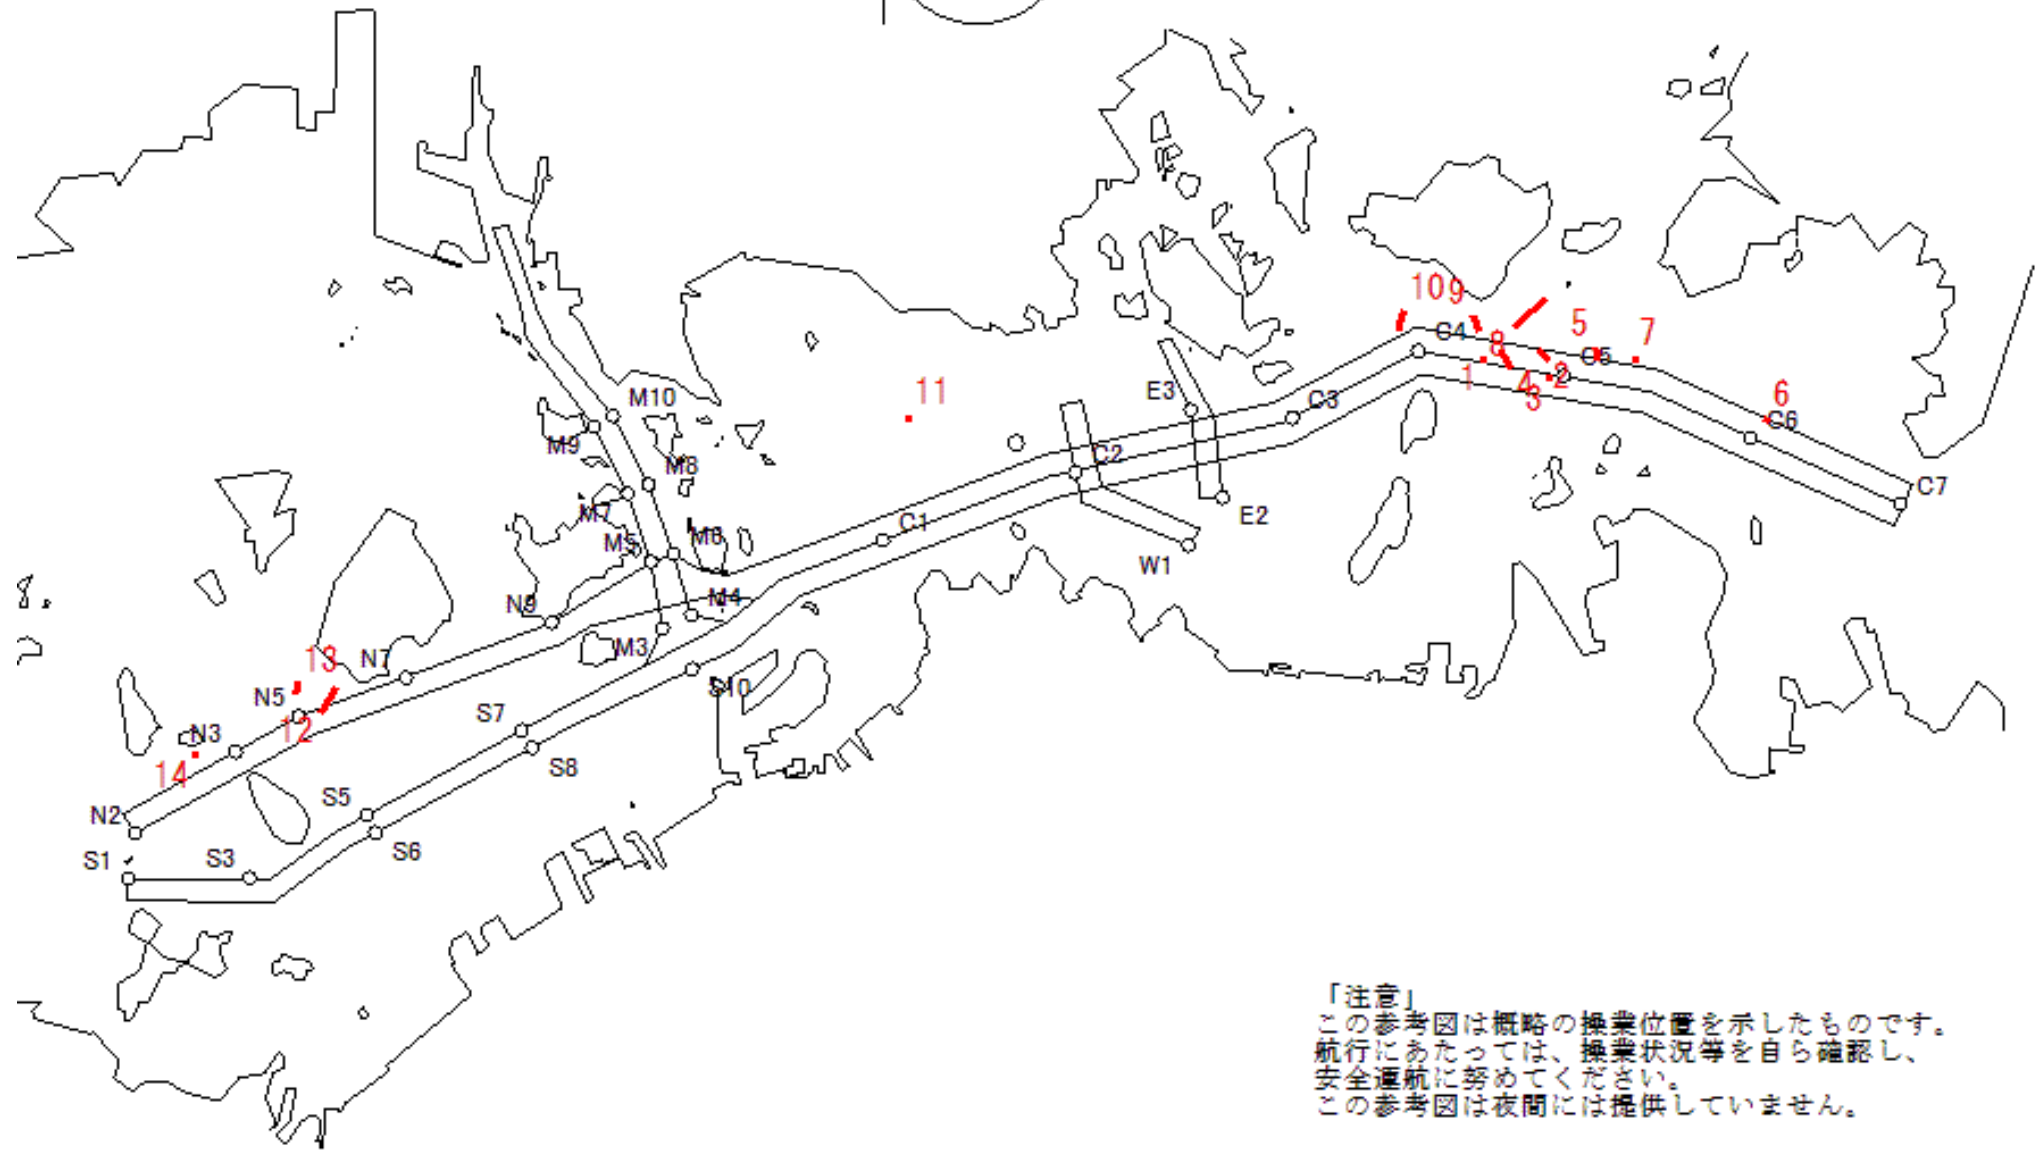 10
9
C4
8
5
C5
7
1
4
2
3
6
C6
C7
11
E3
C3
M10
M9
C2
M8
M7
E2
C1
M6
M5
W1
N9
M4
M3
13
N7
N5
S10
12
N3
S7
14
S8
S5
N2
S6
S1
S3
「注意」
この参考図は概略の操業位置を示したものです。
航行にあたっては、操業状況等を自ら確認し、
安全運航に努めてください。
この参考図は夜間には提供していません。